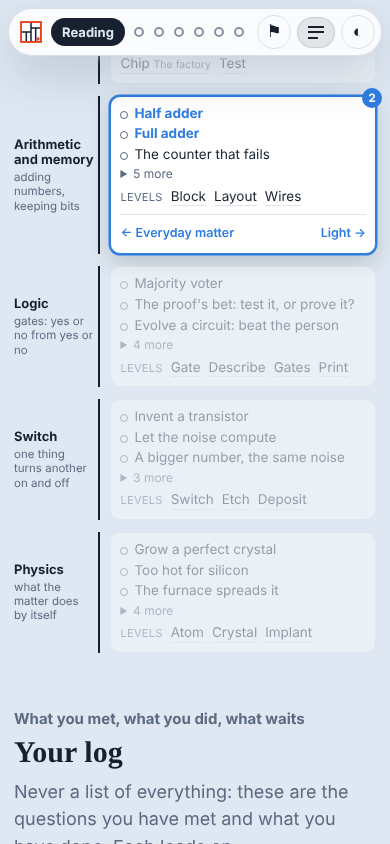 Reading
Chip The factory Test
2
Arithmetic
and memory
adding
numbers,
keeping bits
Half adder
Full adder
The counter that fails
5 more
LEVELS Block Layout Wires
← Everyday matter Light →
Logic
gates: yes or
no from yes or
no
Majority voter
The proof's bet: test it, or prove it?
Evolve a circuit: beat the person
4 more
LEVELS Gate Describe Gates Print
Switch
one thing
turns another
on and off
Invent a transistor
Let the noise compute
A bigger number, the same noise
3 more
LEVELS Switch Etch Deposit
Physics
what the
matter does
by itself
Grow a perfect crystal
Too hot for silicon
The furnace spreads it
4 more
LEVELS Atom Crystal Implant
What you met, what you did, what waits
Your log
Never a list of everything: these are the
questions you have met and what you
have done. Each leads on